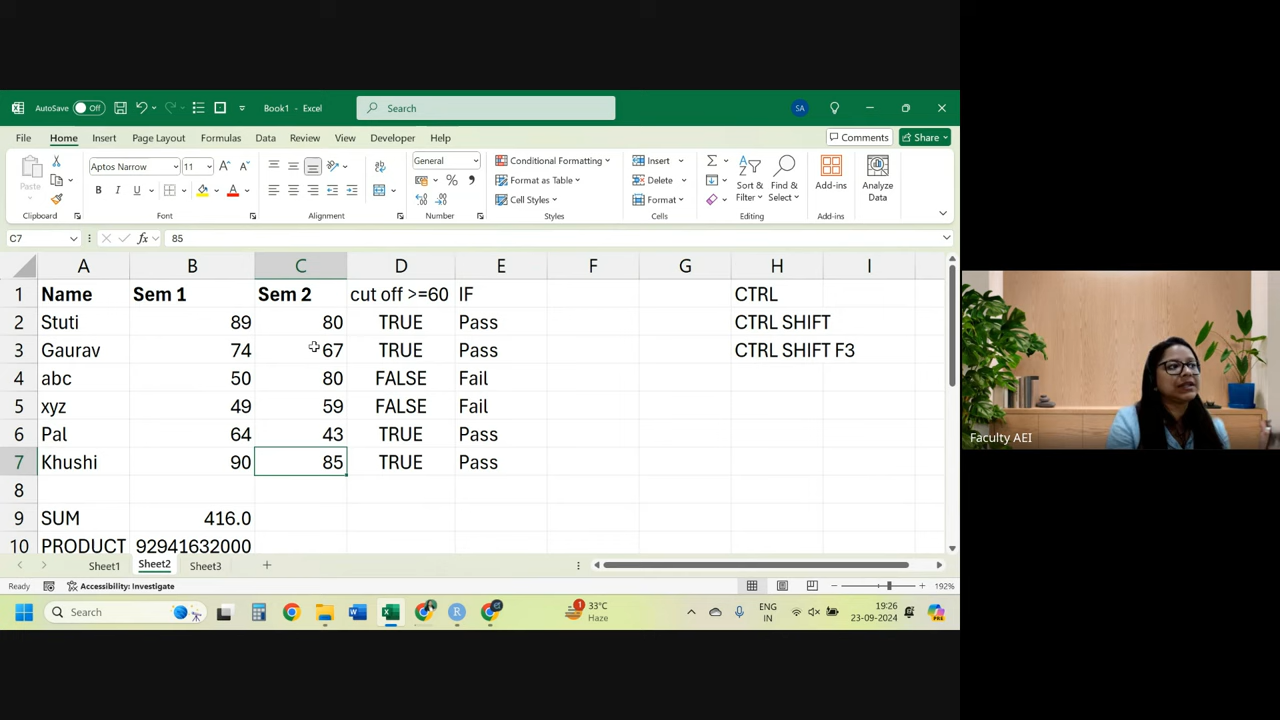 AutoSave Off Book1 - Excel Search SA
File Home Insert Page Layout Formulas Data Review View Developer Help Comments Share
Paste Aptos Narrow 11 General Conditional Formatting Insert Sort & Filter Find & Select Add-ins Analyze Data
B I U Format as Table Delete
Cell Styles Format
Clipboard Font Alignment Number Styles Cells Editing Add-ins
C7 fx 85
A B C D E F G H I
1 Name Sem 1 Sem 2 cut off >=60 IF CTRL
2 Stuti 89 80 TRUE Pass CTRL SHIFT
3 Gaurav 74 67 TRUE Pass CTRL SHIFT F3
4 abc 50 80 FALSE Fail
5 xyz 49 59 FALSE Fail
6 Pal 64 43 TRUE Pass
7 Khushi 90 85 TRUE Pass
8
9 SUM 416.0
10 PRODUCT 92941632000
Sheet1 Sheet2 Sheet3
Ready Accessibility: Investigate 192%
Search 33°C Haze ENG IN 19:26 23-09-2024
Faculty AEI